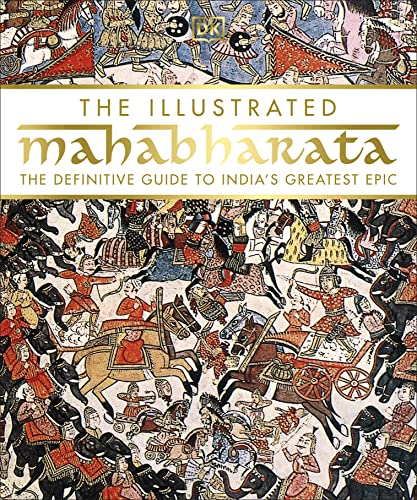 DK
THE ILLUSTRATED
mahabharata
THE DEFINITIVE GUIDE TO INDIA'S GREATEST EPIC